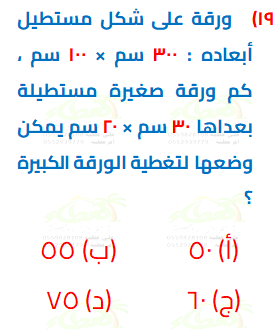 ١٩) ورقة على شكل مستطيل
أبعاده : ٣٠٠ سم × ١٠٠ سم ،
كم ورقة صغيرة مستطيلة
بعداها ٣٠ سم × ٢٠ سم يمكن
وضعها لتغطية الورقة الكبيرة
؟
(أ) ٥٠ (ب) ٥٥
(ج) ٦٠ (د) ٧٥